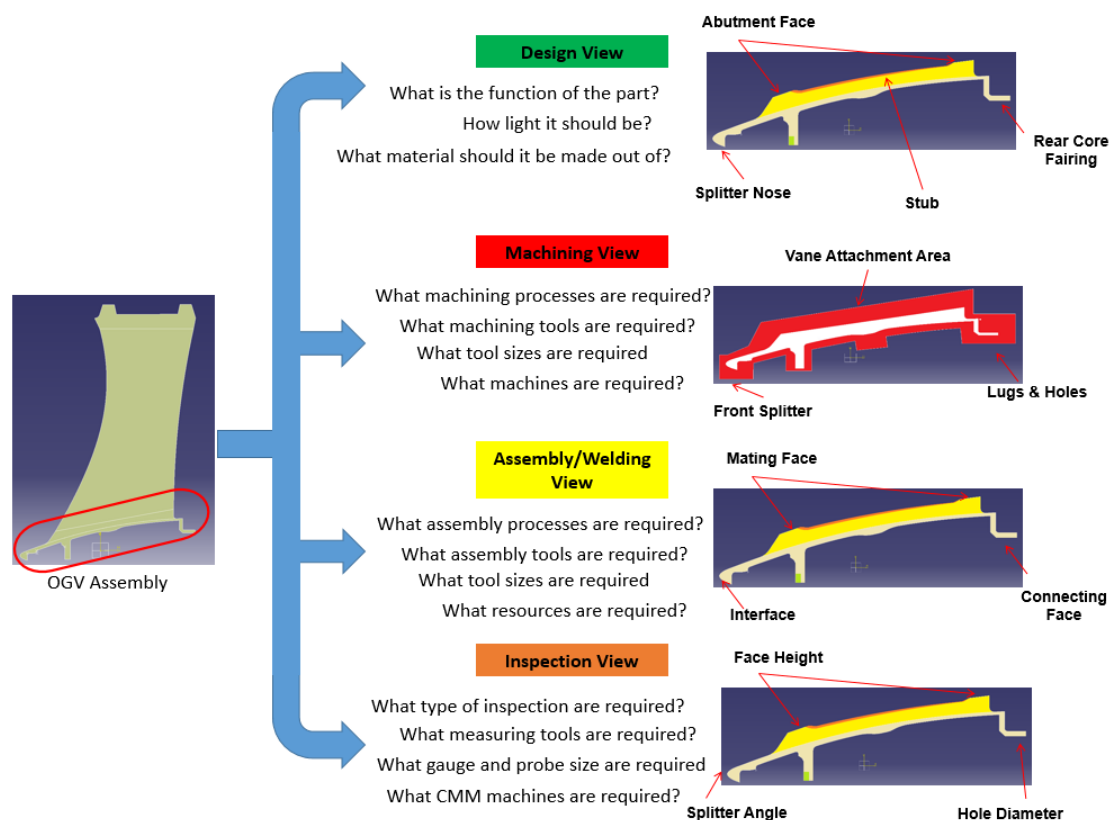 Design View
What is the function of the part?
How light it should be?
What material should it be made out of?
Abutment Face
Splitter Nose
Stub
Rear Core
Fairing
Machining View
What machining processes are required?
What machining tools are required?
What tool sizes are required
What machines are required?
Vane Attachment Area
Front Splitter
Lugs & Holes
OGV Assembly
Assembly/Welding
View
What assembly processes are required?
What assembly tools are required?
What tool sizes are required
What resources are required?
Mating Face
Interface
Connecting
Face
Inspection View
What type of inspection are required?
What measuring tools are required?
What gauge and probe size are required
What CMM machines are required?
Face Height
Splitter Angle
Hole Diameter